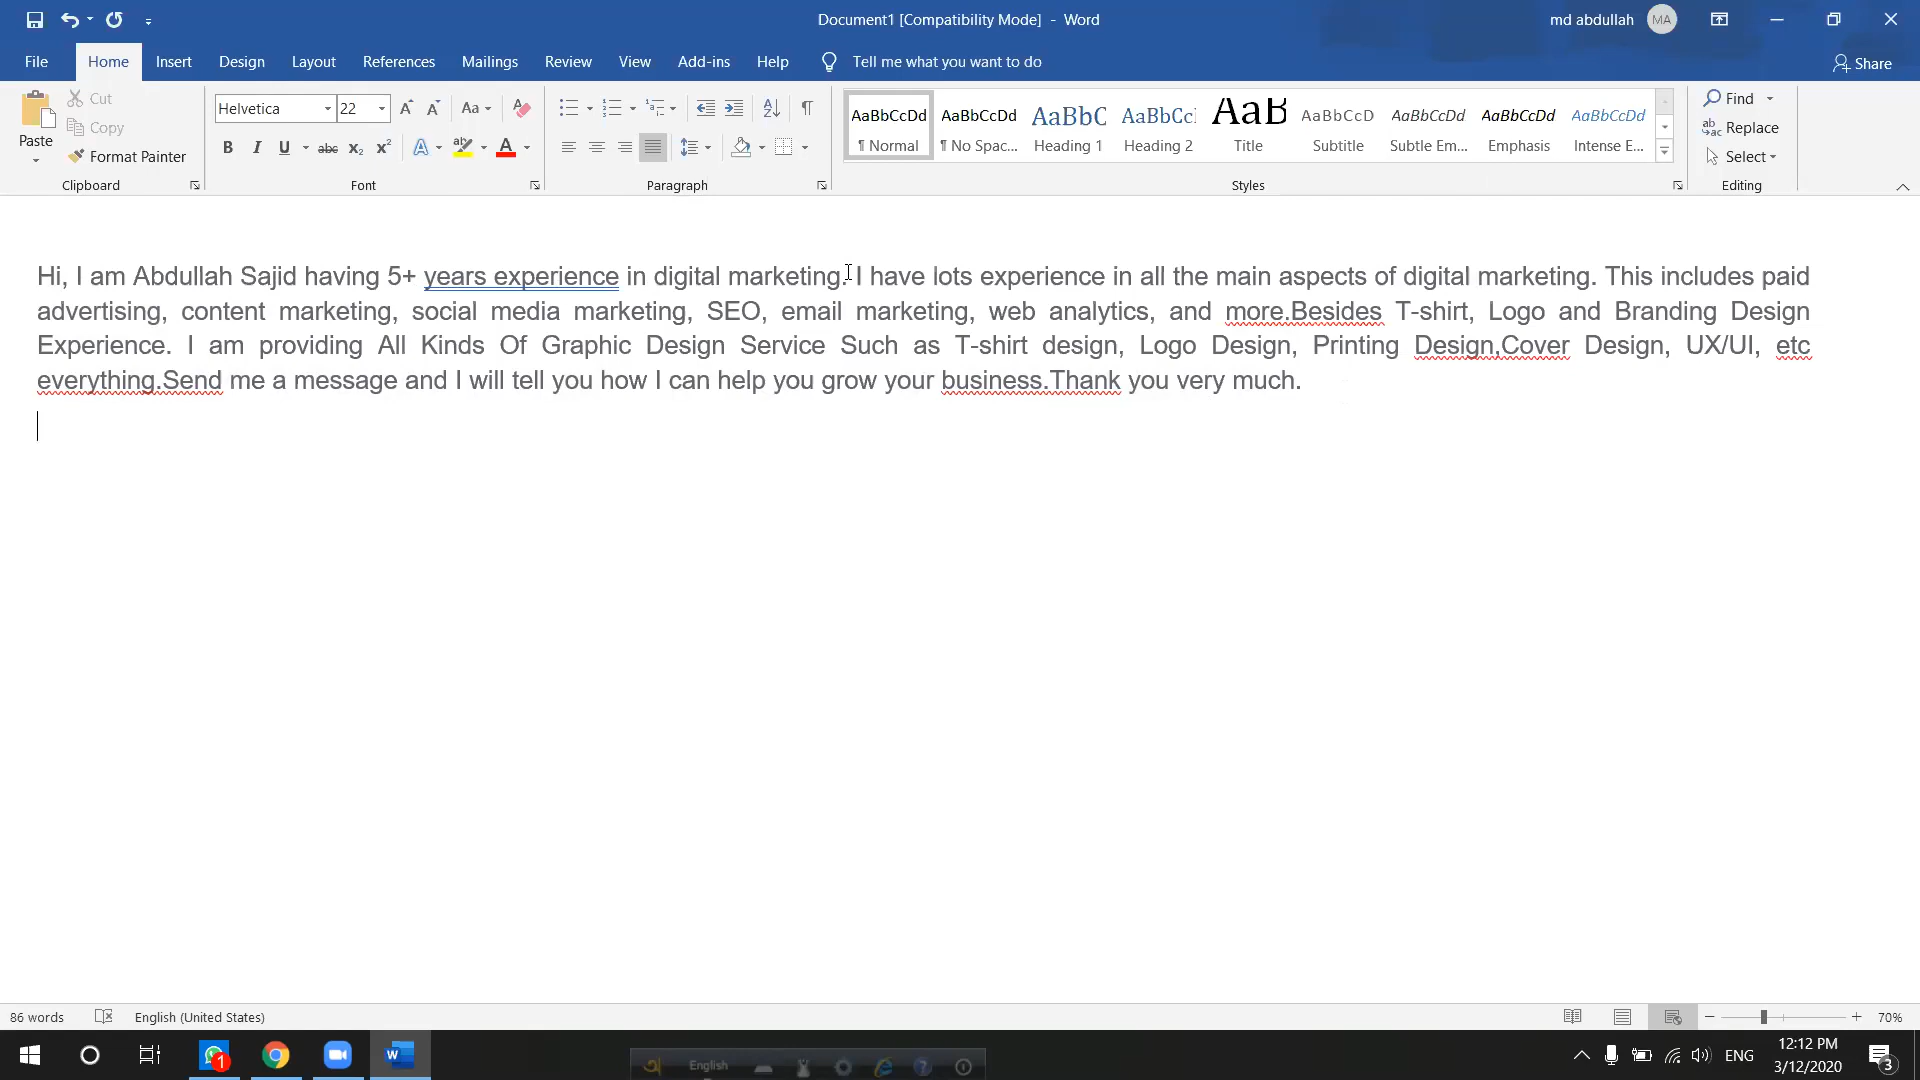 Document1 [Compatibility Mode] - Word
md abdullah MA
File Home Insert Design Layout References Mailings Review View Add-ins Help Tell me what you want to do Share
Paste
Cut
Copy
Format Painter
Clipboard
Helvetica 22
Font
Paragraph
AaBbCcDd AaBbCcDd AaBbC AaBbCcl AaB AaBbCcD AaBbCcDd AaBbCcDd AaBbCcDd
¶ Normal ¶ No Spac... Heading 1 Heading 2 Title Subtitle Subtle Em... Emphasis Intense E...
Styles
Find
Replace
Select
Editing
Hi, I am Abdullah Sajid having 5+ years experience in digital marketing. I have lots experience in all the main aspects of digital marketing. This includes paid
advertising, content marketing, social media marketing, SEO, email marketing, web analytics, and more.Besides T-shirt, Logo and Branding Design
Experience. I am providing All Kinds Of Graphic Design Service Such as T-shirt design, Logo Design, Printing Design,Cover Design, UX/UI, etc
everything.Send me a message and I will tell you how I can help you grow your business.Thank you very much.
86 words English (United States) 70%
1
English
ENG
12:12 PM
3/12/2020
3